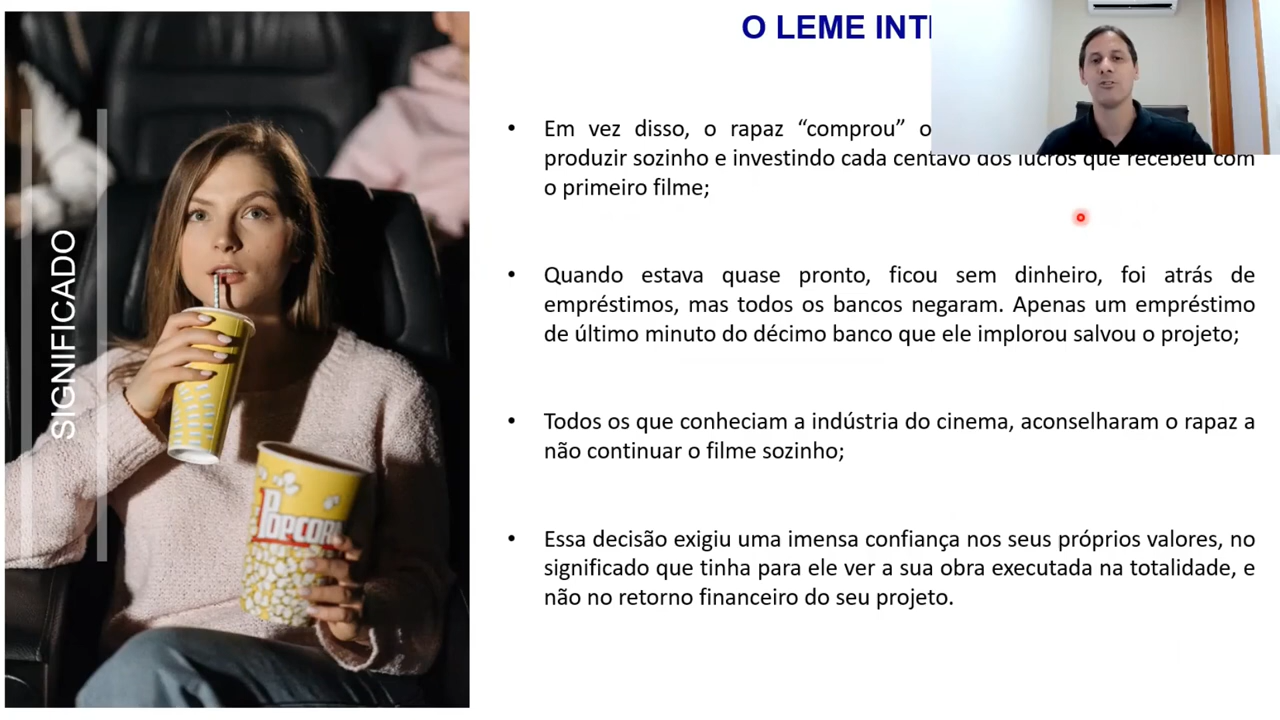 SIGNIFICADO
O LEME
• Em vez disso, o rapaz “comprou” o
produzir sozinho e investindo cada centavo dos lucros que recebeu com
o primeiro filme;
• Quando estava quase pronto, ficou sem dinheiro, foi atrás de
empréstimos, mas todos os bancos negaram. Apenas um empréstimo
de último minuto do décimo banco que ele implorou salvou o projeto;
• Todos os que conheciam a indústria do cinema, aconselharam o rapaz a
não continuar o filme sozinho;
• Essa decisão exigiu uma imensa confiança nos seus próprios valores, no
significado que tinha para ele ver a sua obra executada na totalidade, e
não no retorno financeiro do seu projeto.
POPCORN